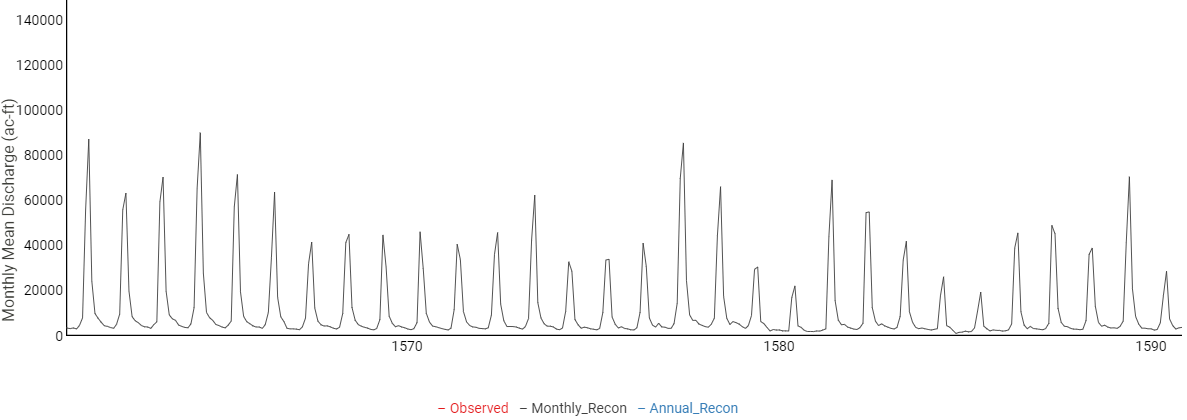 140000
120000
100000
80000
60000
40000
20000
0
Monthly Mean Discharge (ac-ft)
1570 1580 1590
– Observed – Monthly_Recon – Annual_Recon